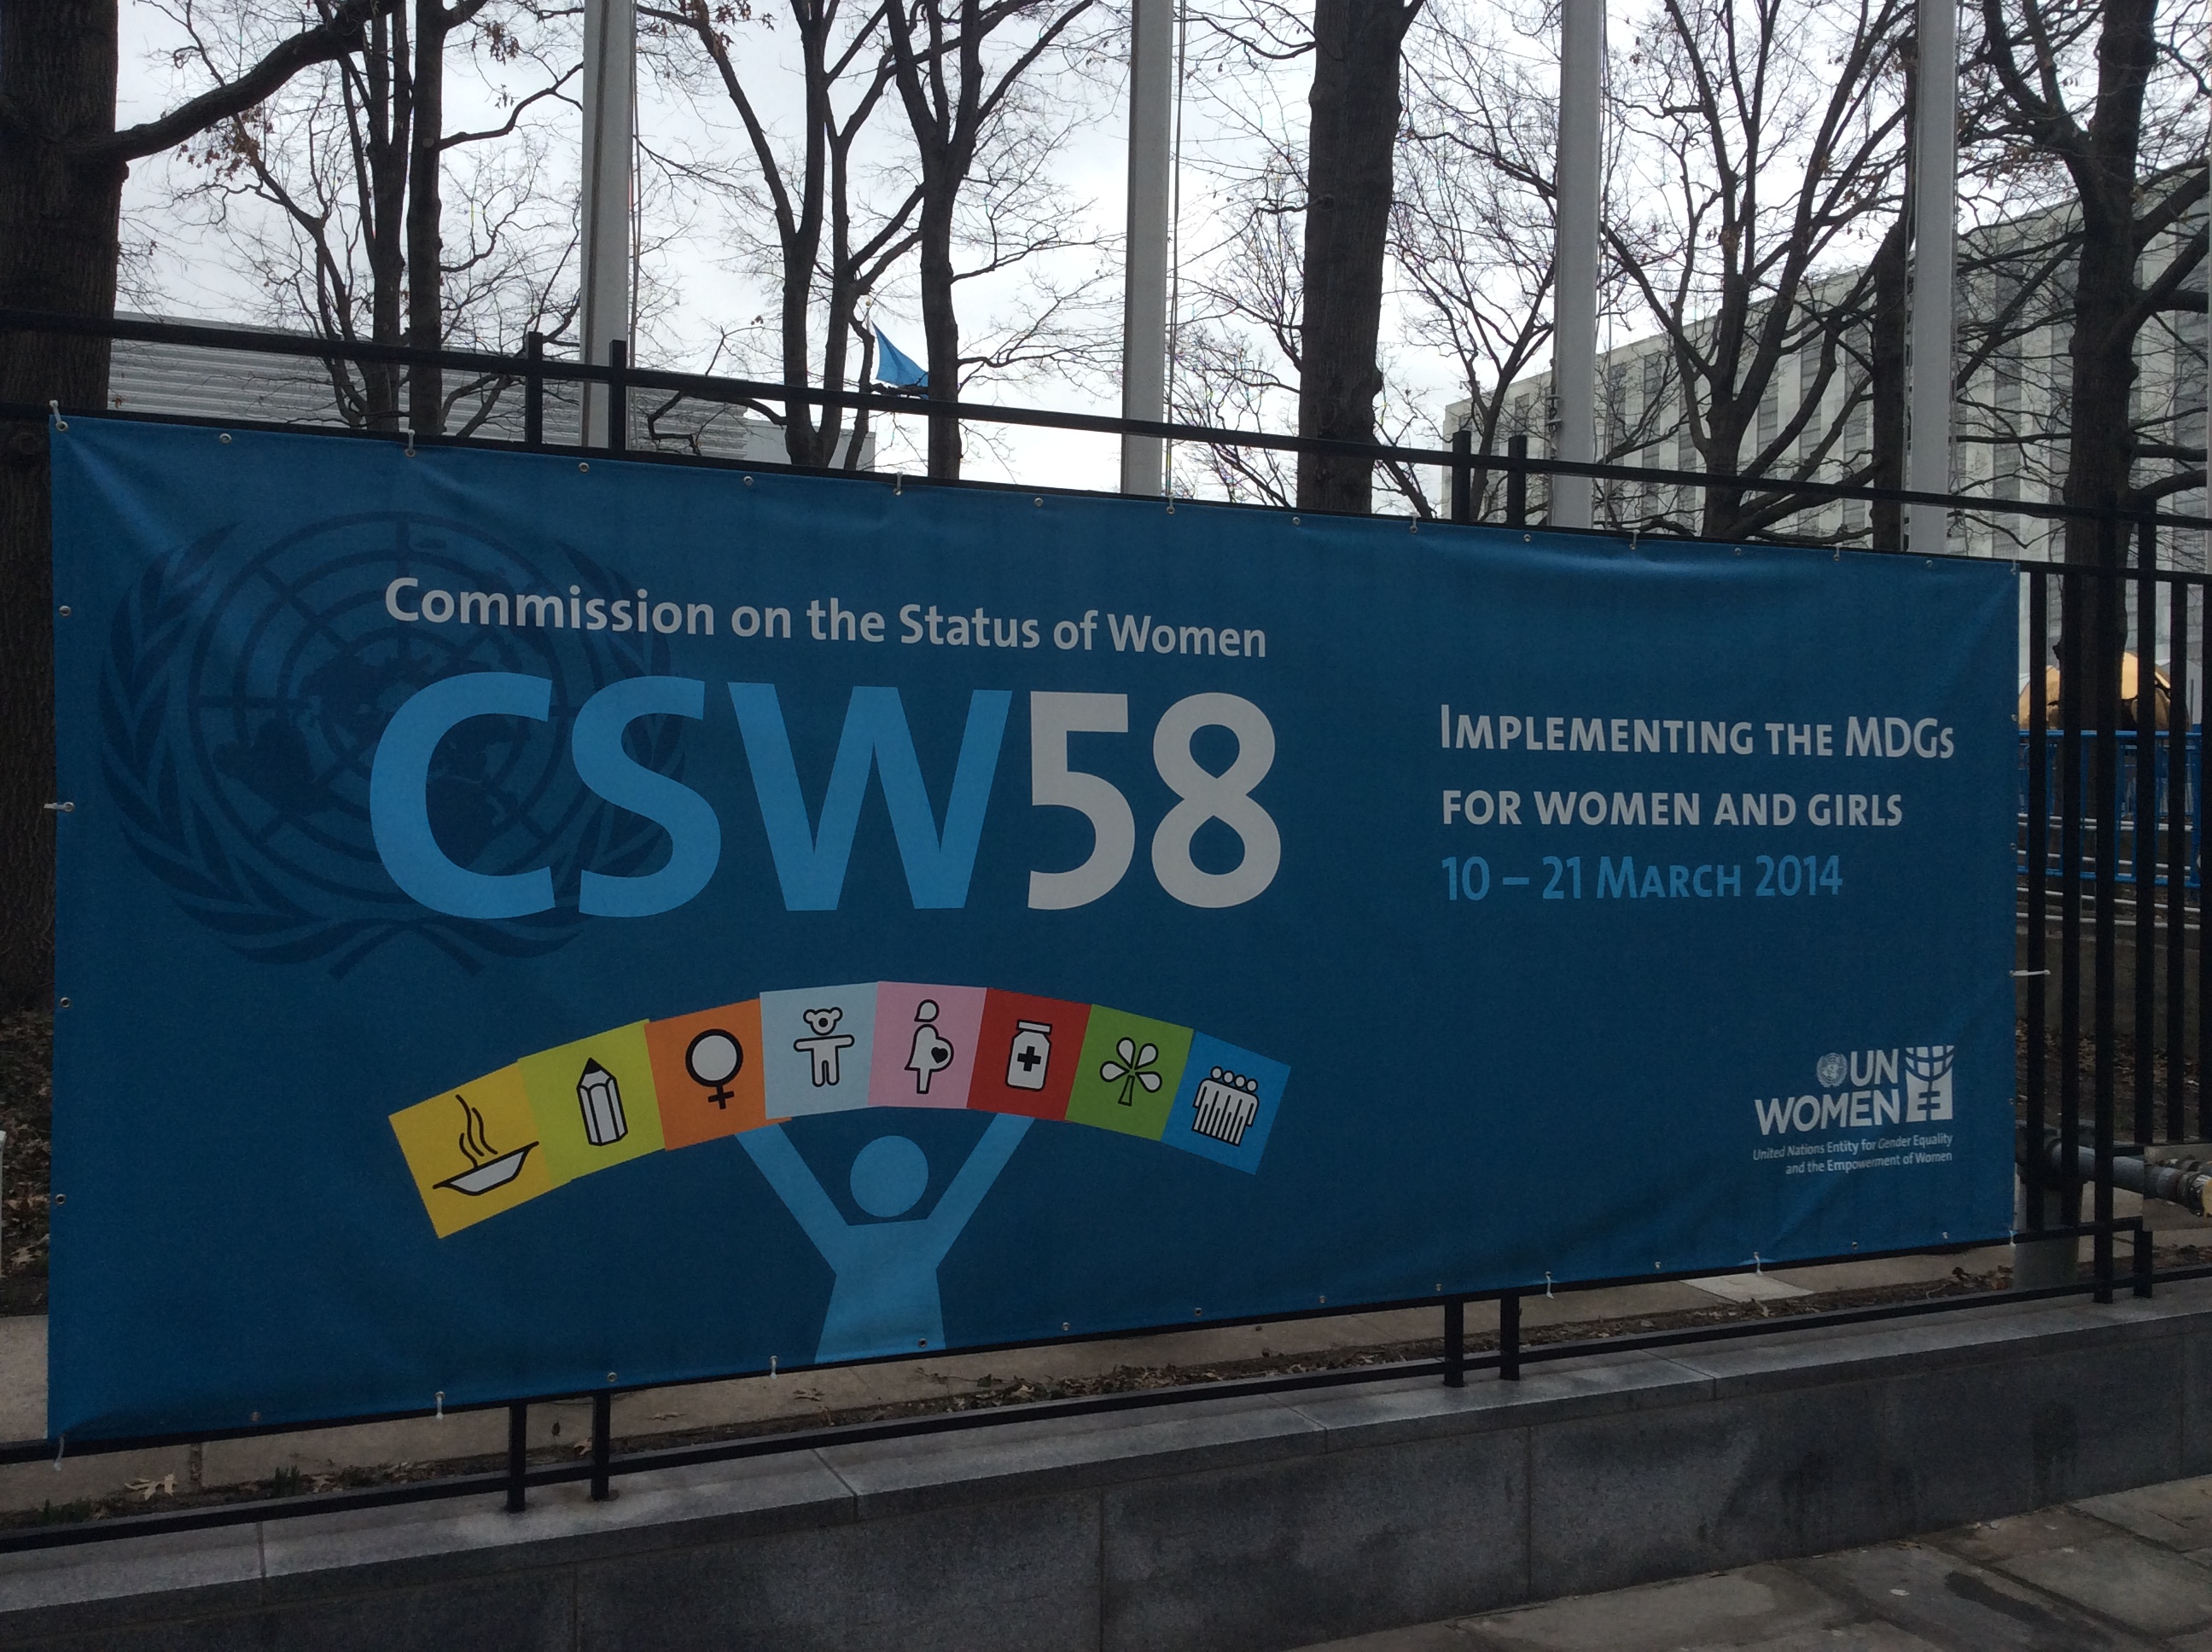 Commission on the Status of Women
CSW58
IMPLEMENTING THE MDGS
FOR WOMEN AND GIRLS
10 – 21 MARCH 2014
UN
WOMEN
United Nations Entity for Gender Equality
and the Empowerment of Women